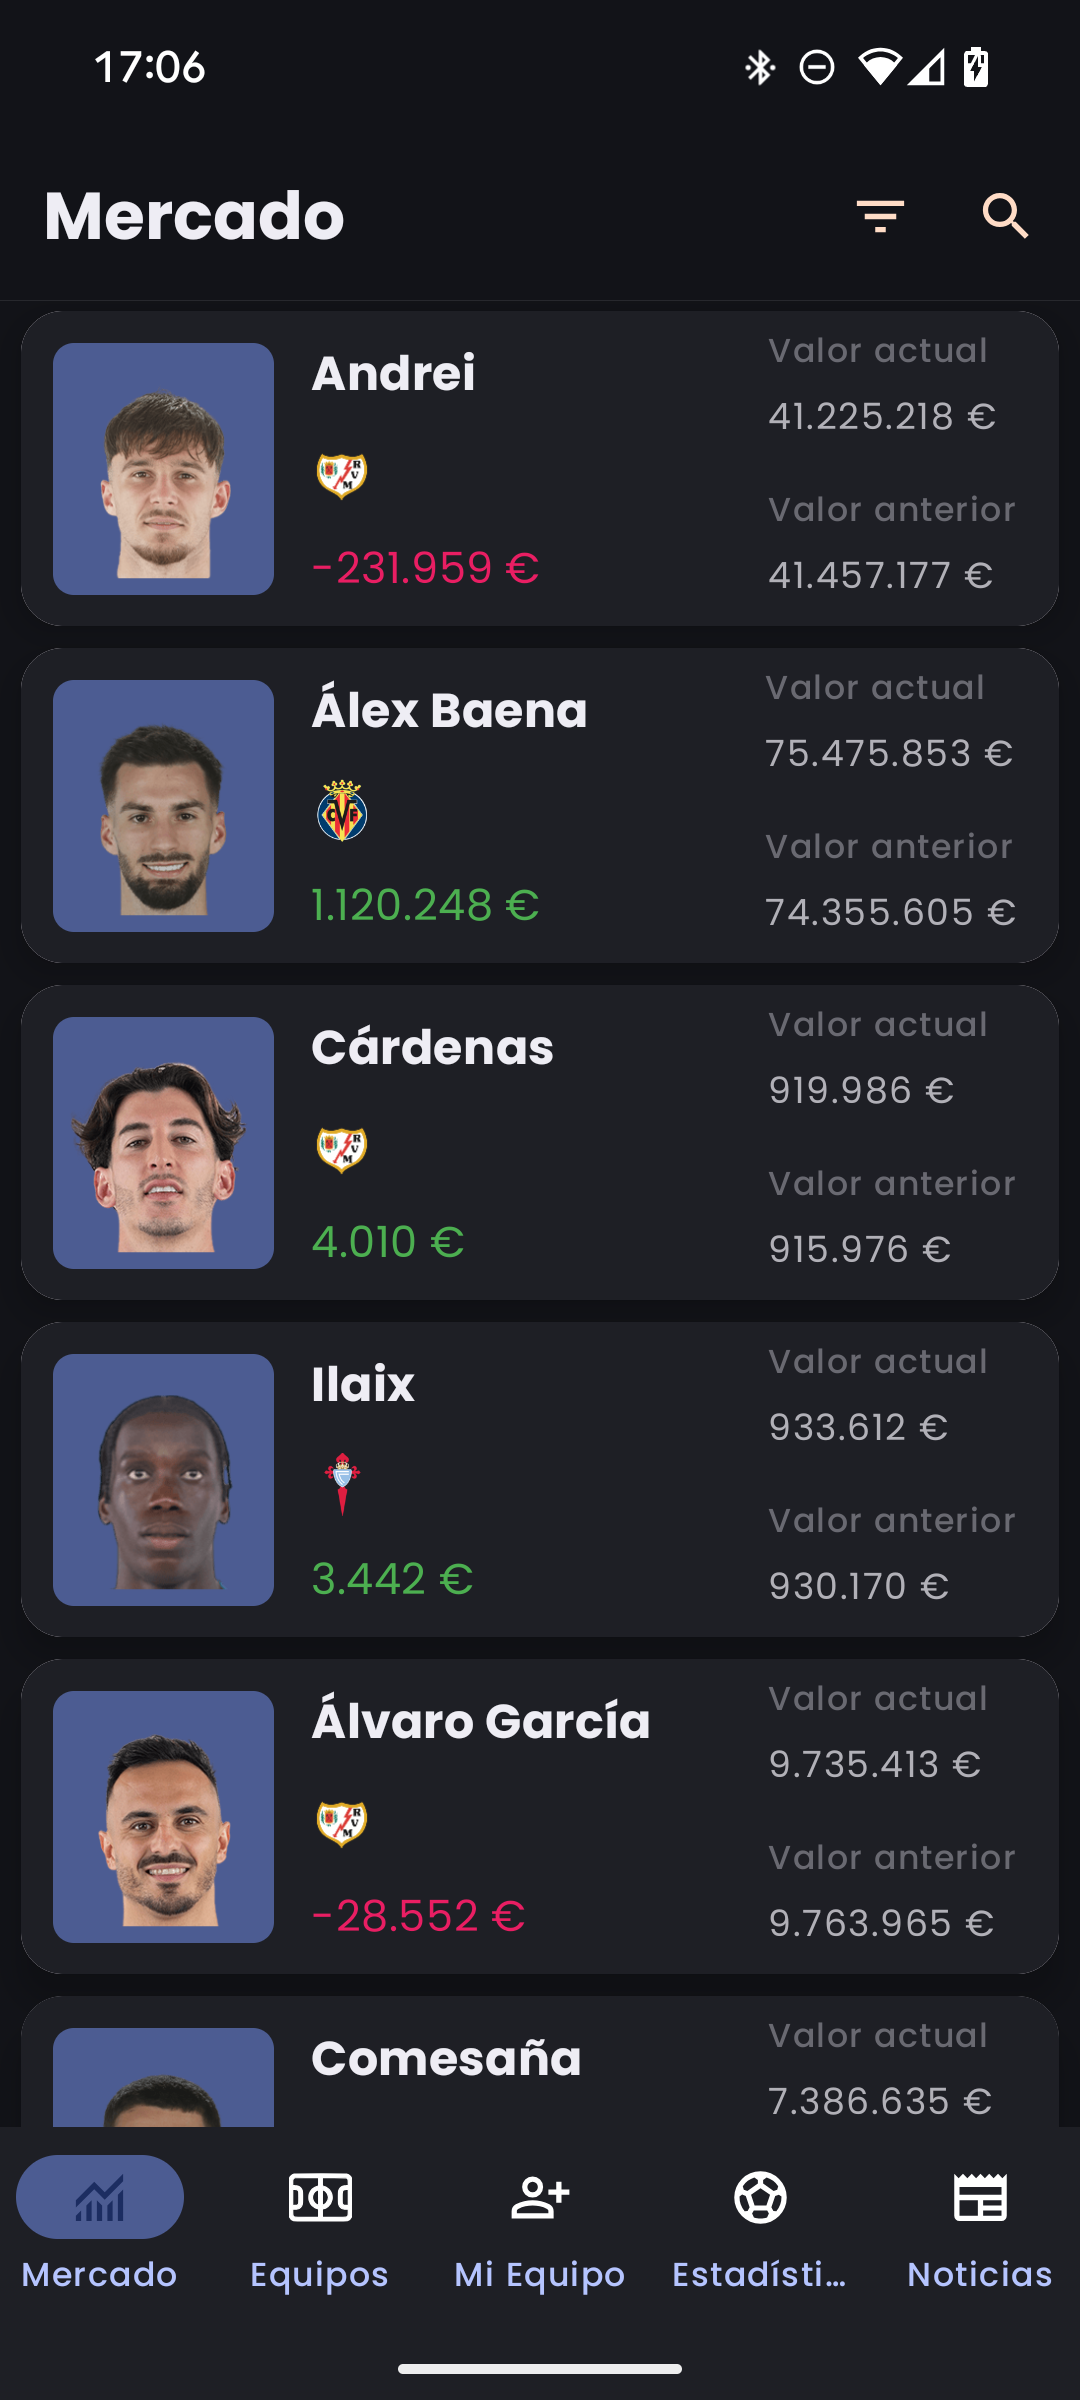 17:06
Mercado
Andrei
-231.959 €
Valor actual
41.225.218 €
Valor anterior
41.457.177 €
Álex Baena
1.120.248 €
Valor actual
75.475.853 €
Valor anterior
74.355.605 €
Cárdenas
4.010 €
Valor actual
919.986 €
Valor anterior
915.976 €
Ilaix
3.442 €
Valor actual
933.612 €
Valor anterior
930.170 €
Álvaro García
-28.552 €
Valor actual
9.735.413 €
Valor anterior
9.763.965 €
Comesaña
Valor actual
7.386.635 €
Mercado
Equipos
Mi Equipo
Estadísti...
Noticias